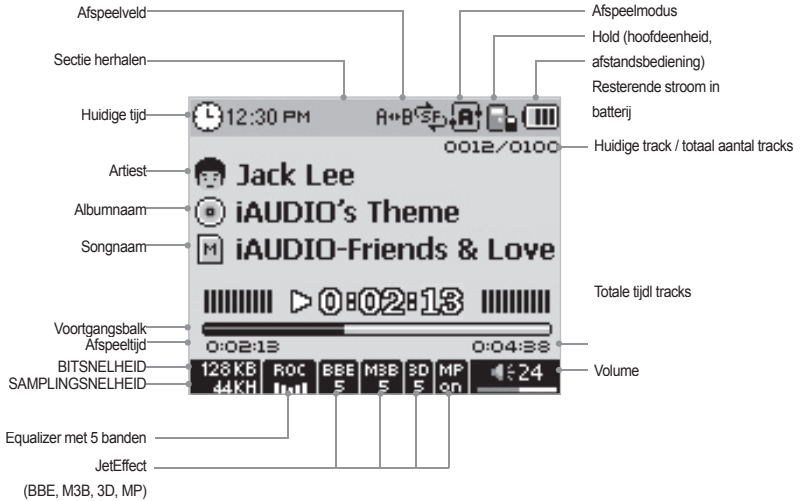 Afspeelveld
Sectie herhalen
Huidige tijd
Artiest
Albumnaam
Songnaam
Voortgangsbalk
Afspeeltijd
BITSNELHEID
SAMPLINGSNELHEID
Equalizer met 5 banden
JetEffect
(BBE, M3B, 3D, MP)
12:30 PM
A↔B
SF
A
0012/0100
Jack Lee
iAUDIO's Theme
M iAUDIO-Friends & Love
0:02:13
0:02:13 0:04:38
128KB ROC BBE M3B 3D MP 24
44KH 5 5 5 on
Afspeelmodus
Hold (hoofdeenheid,
afstandsbediening)
Resterende stroom in
batterij
Huidige track / totaal aantal tracks
Totale tijdl tracks
Volume